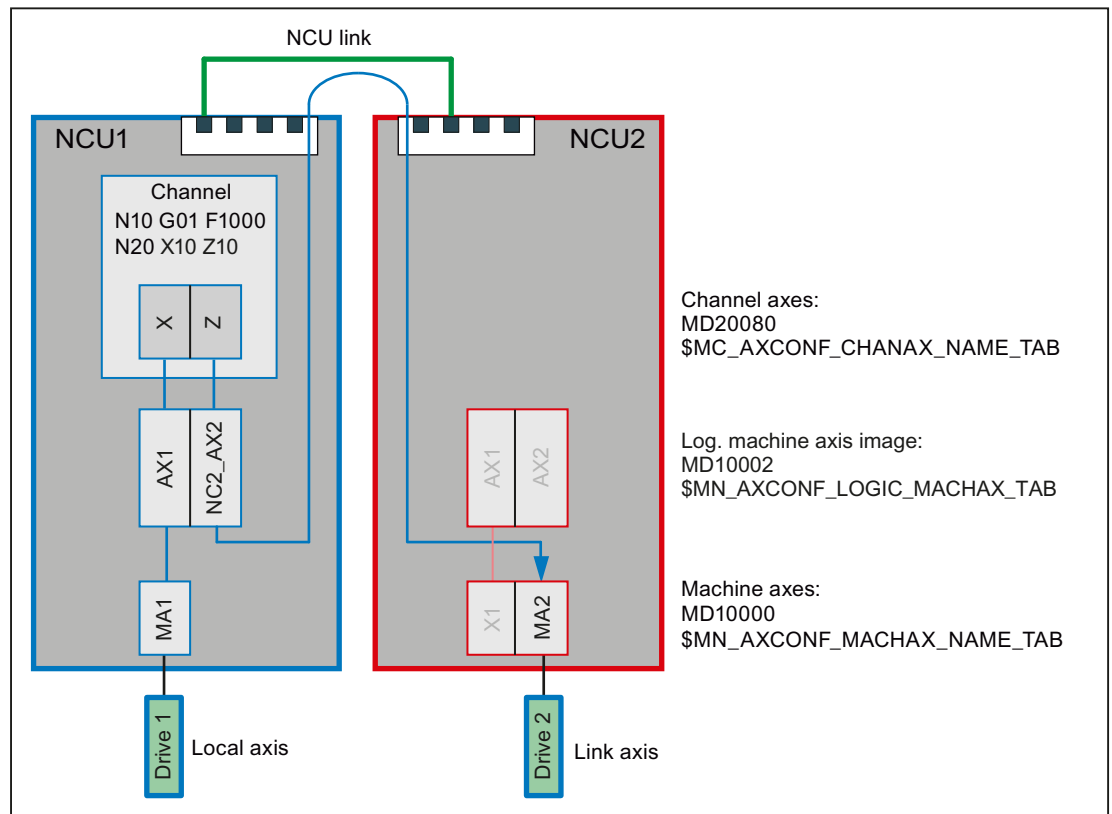 NCU link
NCU1
NCU2
Channel
N10 G01 F1000
N20 X10 Z10
X
Z
Channel axes:
MD20080
$MC_AXCONF_CHANAX_NAME_TAB
AX1
NC2_AX2
AX1
AX2
Log. machine axis image:
MD10002
$MN_AXCONF_LOGIC_MACHAX_TAB
MA1
X1
MA2
Machine axes:
MD10000
$MN_AXCONF_MACHAX_NAME_TAB
Drive 1
Local axis
Drive 2
Link axis